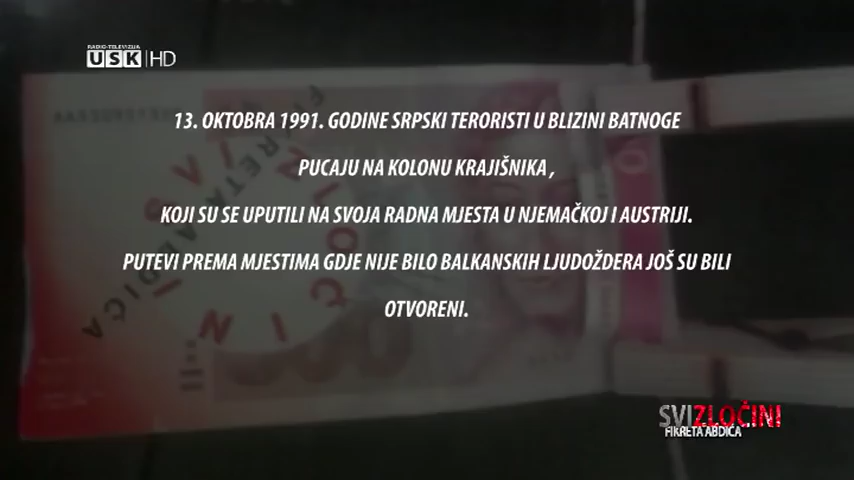 RADIO-TELEVIZIJA
USK HD
13. OKTOBRA 1991. GODINE SRPSKI TERORISTI U BLIZINI BATNOGE
PUCAJU NA KOLONU KRAJIŠNIKA ,
KOJI SU SE UPUTILI NA SVOJA RADNA MJESTA U NJEMAČKOJ I AUSTRIJI.
PUTEVI PREMA MJESTIMA GDJE NIJE BILO BALKANSKIH LJUDOŽDERA JOŠ SU BILI
OTVORENI.
SVI ZLOČINI
FIKRETA ABDIĆA